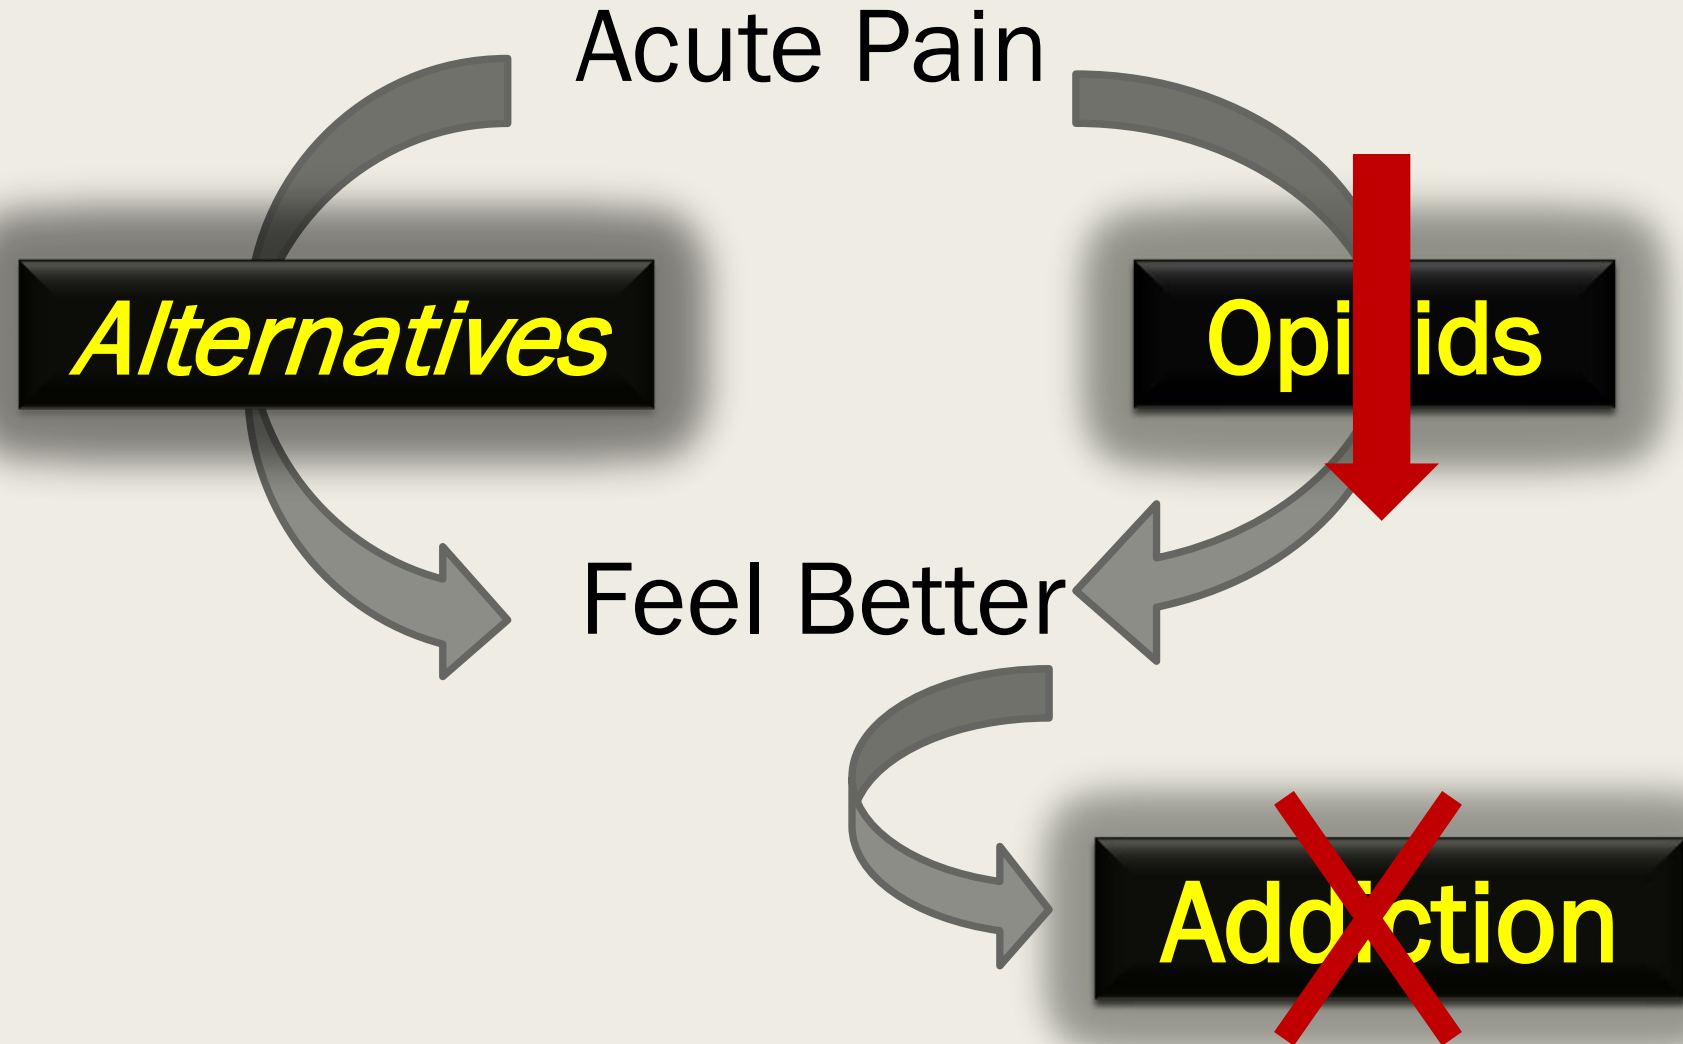 Acute Pain
Alternatives
Opioids
Feel Better
Addiction